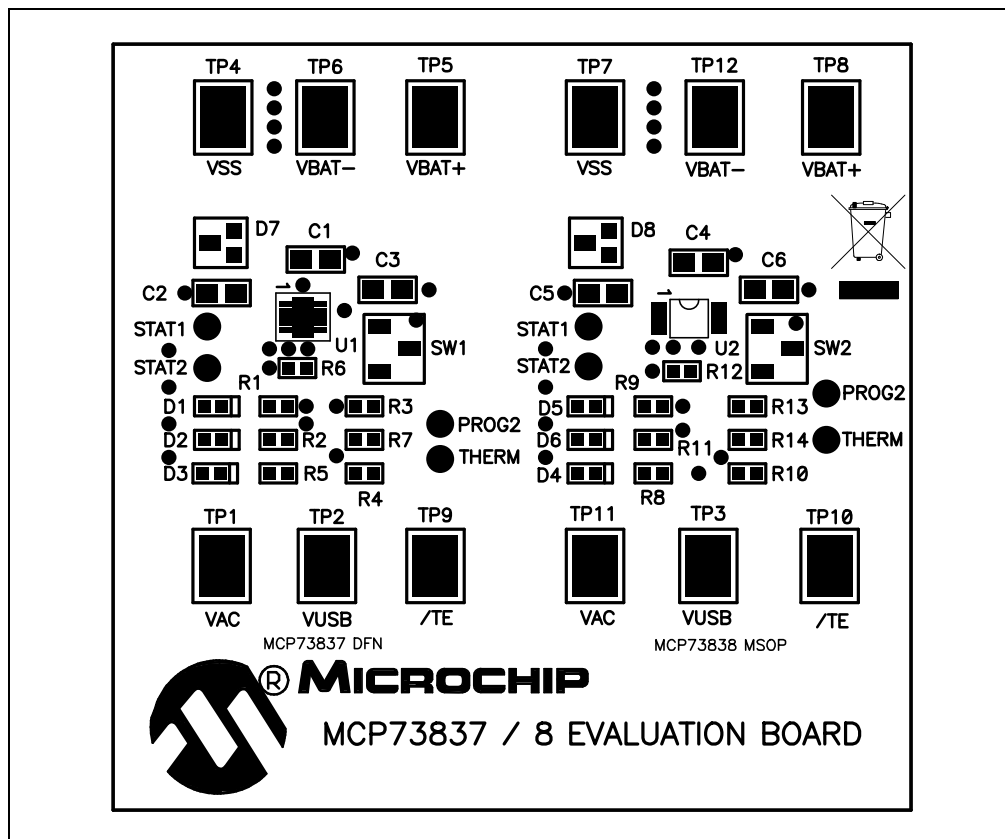 TP4 TP6 TP5 TP7 TP12 TP8
VSS VBAT- VBAT+ VSS VBAT- VBAT+
D7 C1 D8 C4
C3 C6
C2 C5
1 1
STAT1 U1 SW1 STAT1 U2 SW2
STAT2 R6 STAT2 R12
R1 R9 PROG2
D1 R3 D5 R13
PROG2
D2 R2 R7 D6 R11 R14 THERM
THERM
D3 R5 D4 R10
R4 R8
TP1 TP2 TP9 TP11 TP3 TP10
VAC VUSB /TE VAC VUSB /TE
MCP73837 DFN MCP73838 MSOP
® MICROCHIP
MCP73837 / 8 EVALUATION BOARD